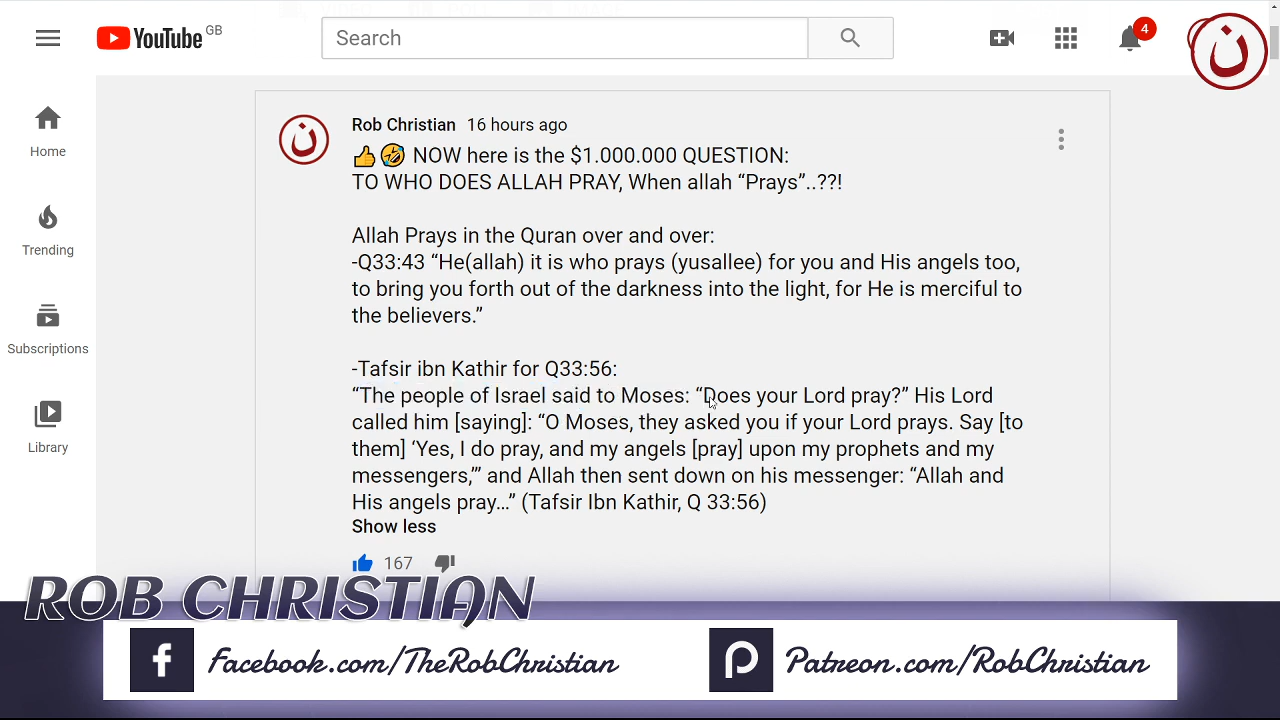 YouTube GB
Search
4
ن
Home
Trending
Subscriptions
Library
ن
Rob Christian 16 hours ago
👍🤣 NOW here is the $1.000.000 QUESTION:
TO WHO DOES ALLAH PRAY, When allah “Prays”..??!
Allah Prays in the Quran over and over:
-Q33:43 “He(allah) it is who prays (yusallee) for you and His angels too,
to bring you forth out of the darkness into the light, for He is merciful to
the believers.”
-Tafsir ibn Kathir for Q33:56:
“The people of Israel said to Moses: “Does your Lord pray?” His Lord
called him [saying]: “O Moses, they asked you if your Lord prays. Say [to
them] ‘Yes, I do pray, and my angels [pray] upon my prophets and my
messengers,’” and Allah then sent down on his messenger: “Allah and
His angels pray…” (Tafsir Ibn Kathir, Q 33:56)
Show less
167
ROB CHRISTIAN
Facebook.com/TheRobChristian
Patreon.com/RobChristian